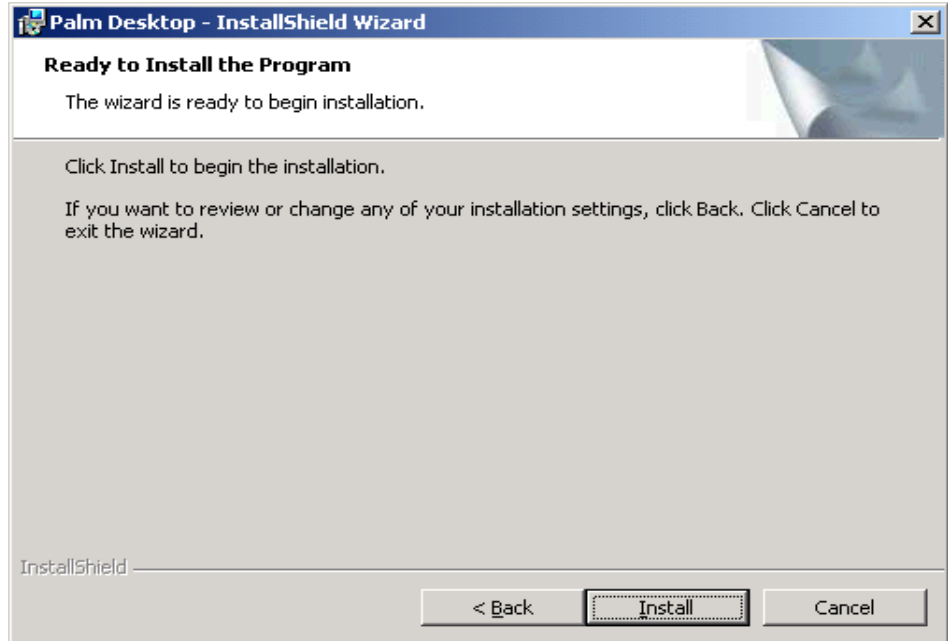 Palm Desktop - InstallShield Wizard
Ready to Install the Program
The wizard is ready to begin installation.
Click Install to begin the installation.
If you want to review or change any of your installation settings, click Back. Click Cancel to
exit the wizard.
InstallShield
< Back Install Cancel